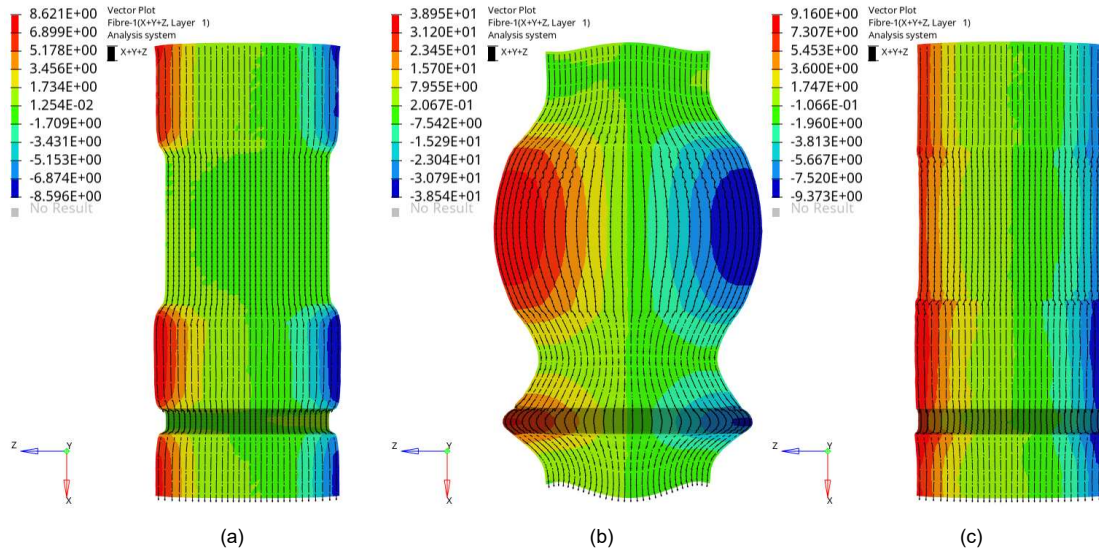 8.621E+00
6.899E+00
5.178E+00
3.456E+00
1.734E+00
1.254E-02
-1.709E+00
-3.431E+00
-5.153E+00
-6.874E+00
-8.596E+00
No Result
Vector Plot
Fibre-1(X+Y+Z, Layer 1)
Analysis system
X+Y+Z
Z
Y
X
(a)
3.895E+01
3.120E+01
2.345E+01
1.570E+01
7.955E+00
2.067E-01
-7.542E+00
-1.529E+01
-2.304E+01
-3.079E+01
-3.854E+01
No Result
Vector Plot
Fibre-1(X+Y+Z, Layer 1)
Analysis system
X+Y+Z
Z
Y
X
(b)
9.160E+00
7.307E+00
5.453E+00
3.600E+00
1.747E+00
-1.066E-01
-1.960E+00
-3.813E+00
-5.667E+00
-7.520E+00
-9.373E+00
No Result
Vector Plot
Fibre-1(X+Y+Z, Layer 1)
Analysis system
X+Y+Z
Z
Y
X
(c)